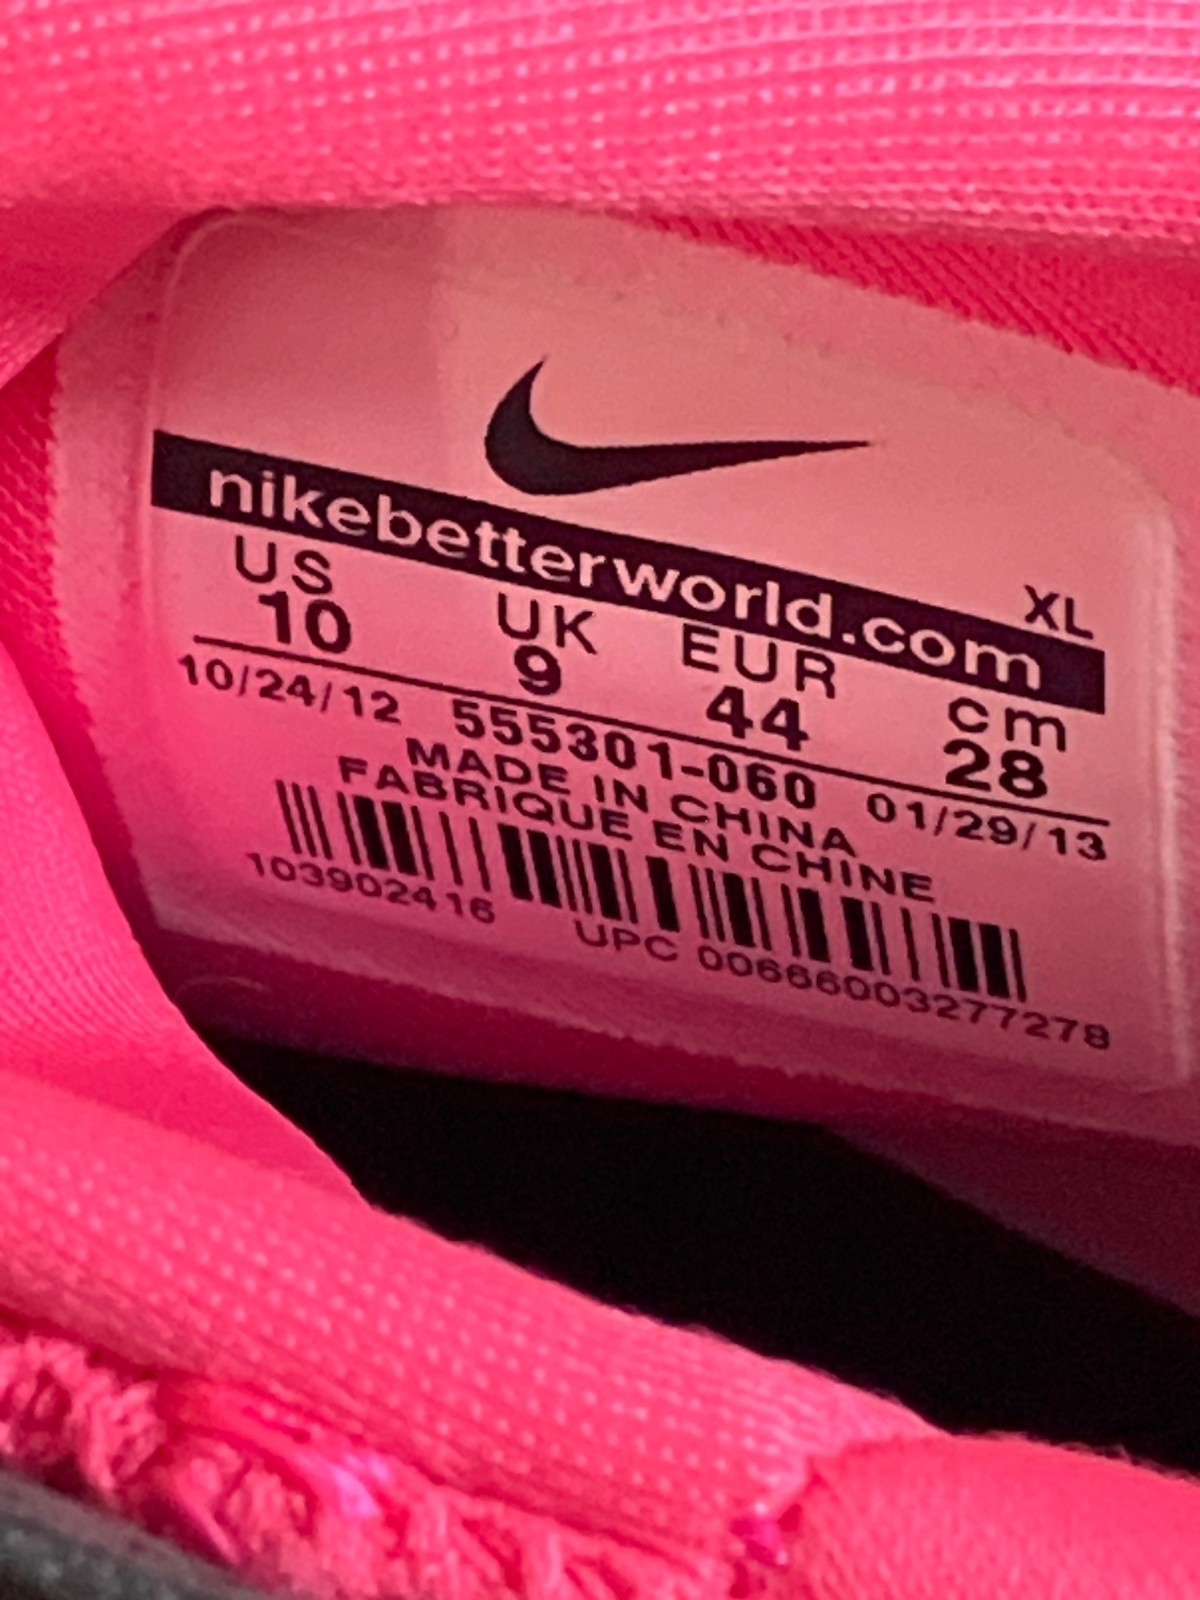 nikebetterworld.com
XL
US UK EUR cm
10 9 44 28
10/24/12 555301-060 01/29/13
MADE IN CHINA
FABRIQUE EN CHINE
103902416 UPC 00666003277278